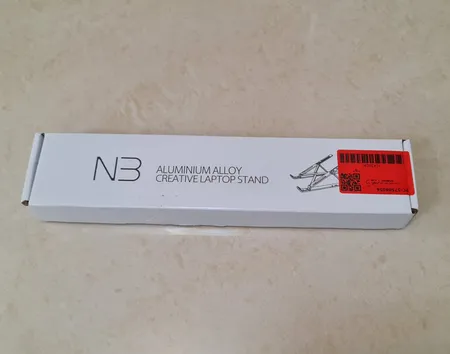 N3
ALUMINIUM ALLOY
CREATIVE LAPTOP STAND